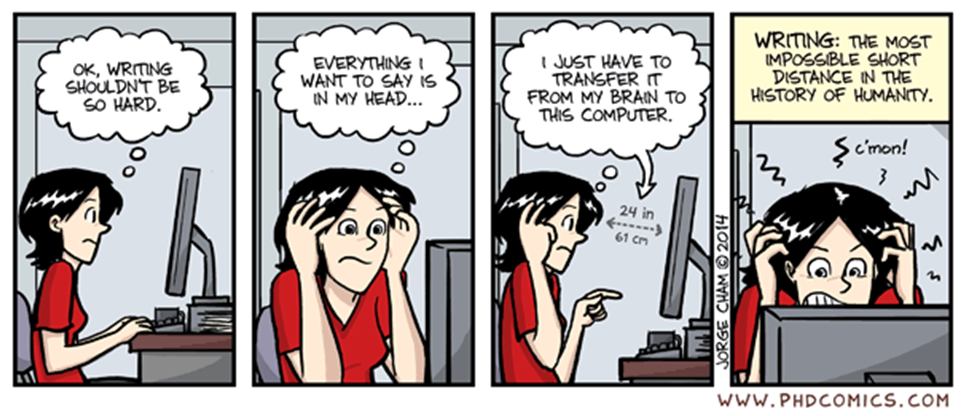 OK, WRITING
SHOULDN'T BE
SO HARD.
EVERYTHING I
WANT TO SAY IS
IN MY HEAD...
I JUST HAVE TO
TRANSFER IT
FROM MY BRAIN TO
THIS COMPUTER.
24 in
61 cm
JORGE CHAM © 2014
WRITING: THE MOST
IMPOSSIBLE SHORT
DISTANCE IN THE
HISTORY OF HUMANITY.
c'mon!
WWW.PHDCOMICS.COM